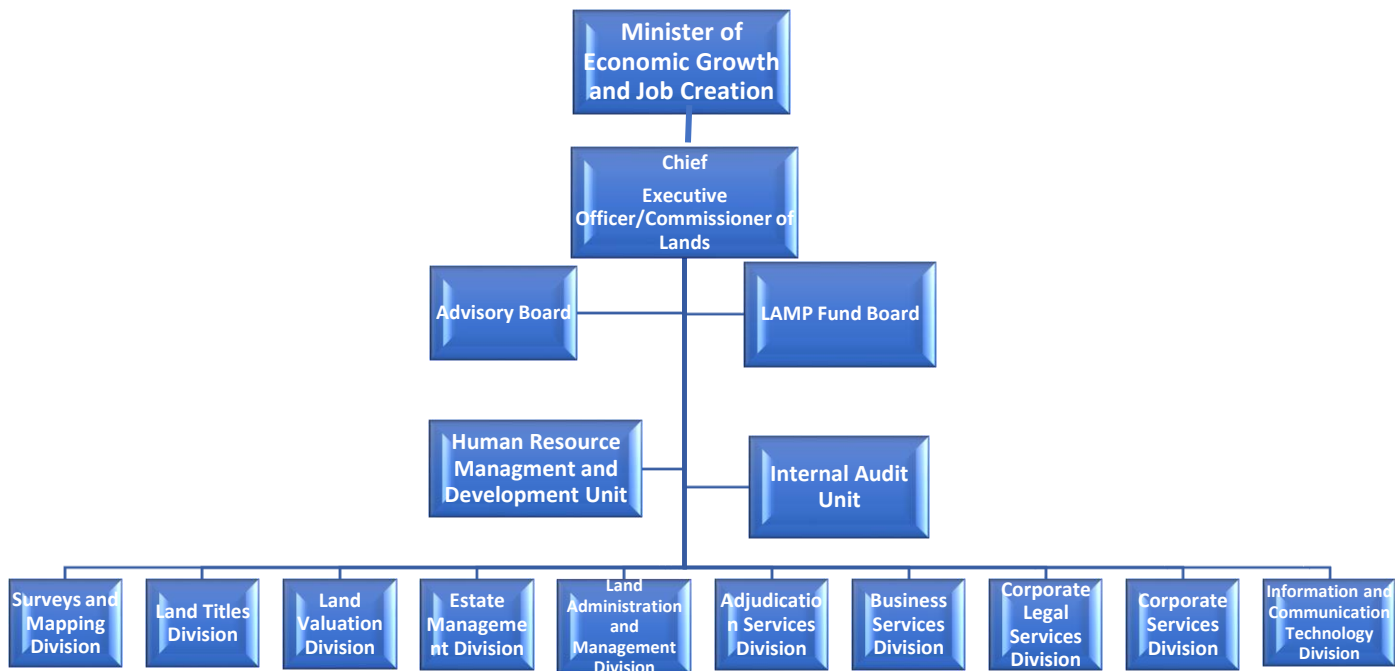 Minister of
Economic Growth
and Job Creation
Chief
Executive
Officer/Commissioner of
Lands
Advisory Board
LAMP Fund Board
Human Resource
Managment and
Development Unit
Internal Audit
Unit
Surveys and
Mapping
Division
Land Titles
Division
Land
Valuation
Division
Estate
Manageme
nt Division
Land
Administration
and
Management
Division
Adjudicatio
n Services
Division
Business
Services
Division
Corporate
Legal
Services
Division
Corporate
Services
Division
Information and
Communication
Technology
Division